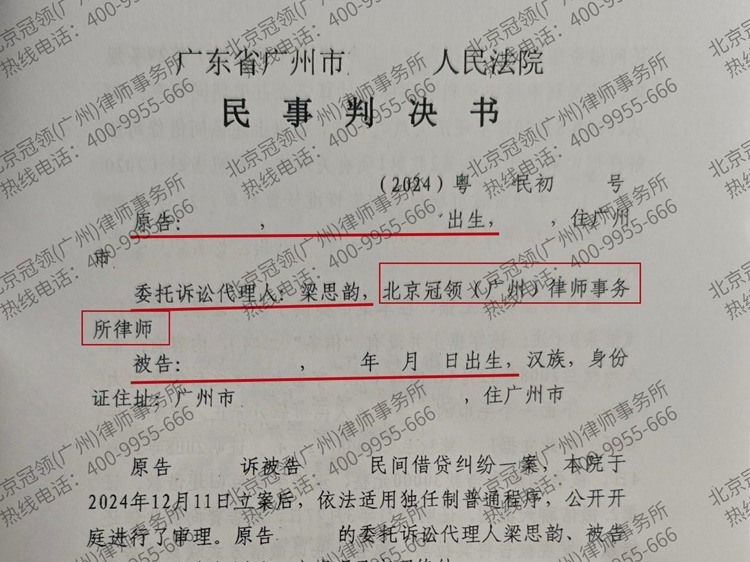 广东省广州市 人民法院
民事判决书
(2024)粤 民初 号
原告: , 出生, ,住广州
市
委托诉讼代理人:梁思韵,北京冠领(广州)律师事务
所律师
被告: , 年 月 日出生,汉族,身份
证住址:广州市 ,住广州市
原告 诉被告 民间借贷纠纷一案,本院于
2024年12月11日立案后,依法适用独任制普通程序,公开开
庭进行了审理。原告 的委托诉讼代理人梁思韵、被告
北京冠领(广州)律师事务所
热线电话:400-9955-666